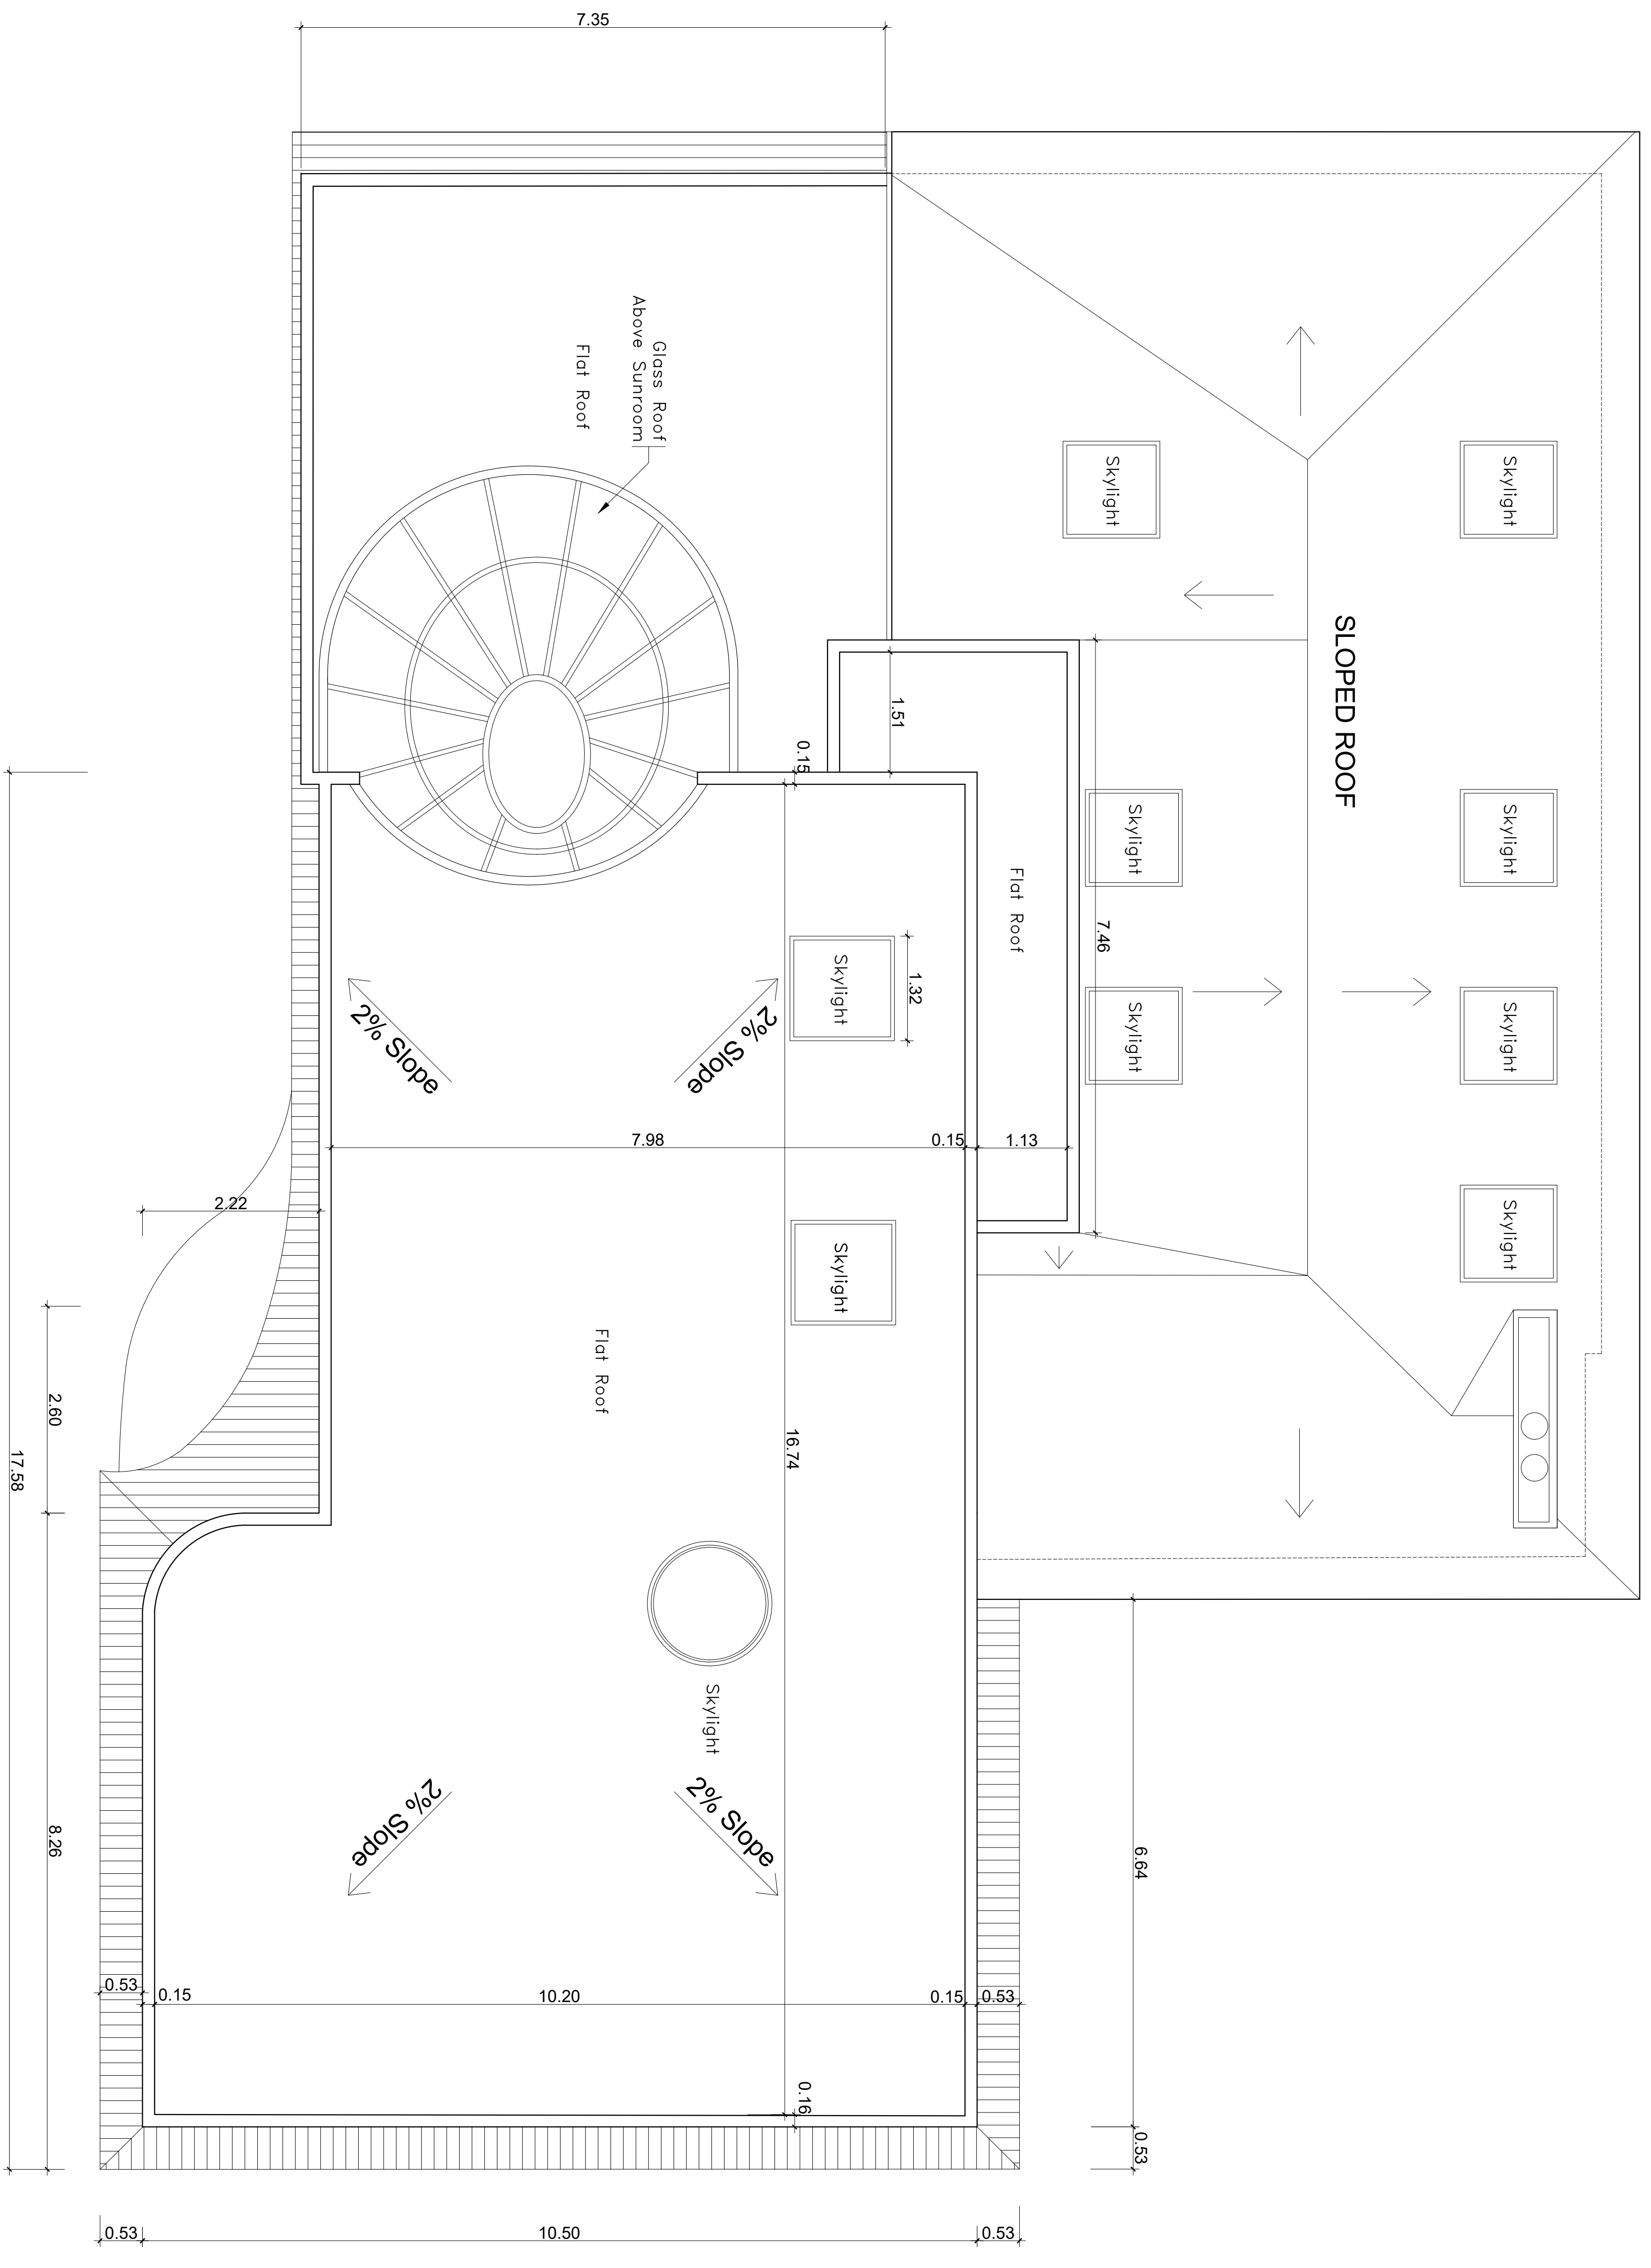 7.35
Glass Roof
Above Sunroom
Flat Roof
Skylight
Skylight
SLOPED ROOF
1.51
0.15
Skylight
Skylight
Flat Roof
7.46
Skylight
1.32
Skylight
Skylight
2% Slope
2% Slope
7.98
0.15
1.13
2.22
Skylight
Skylight
Flat Roof
2.60
16.74
17.58
Skylight
2% Slope
2% Slope
8.26
6.64
0.53
0.15
10.20
0.15
0.53
0.16
0.53
0.53
10.50
0.53